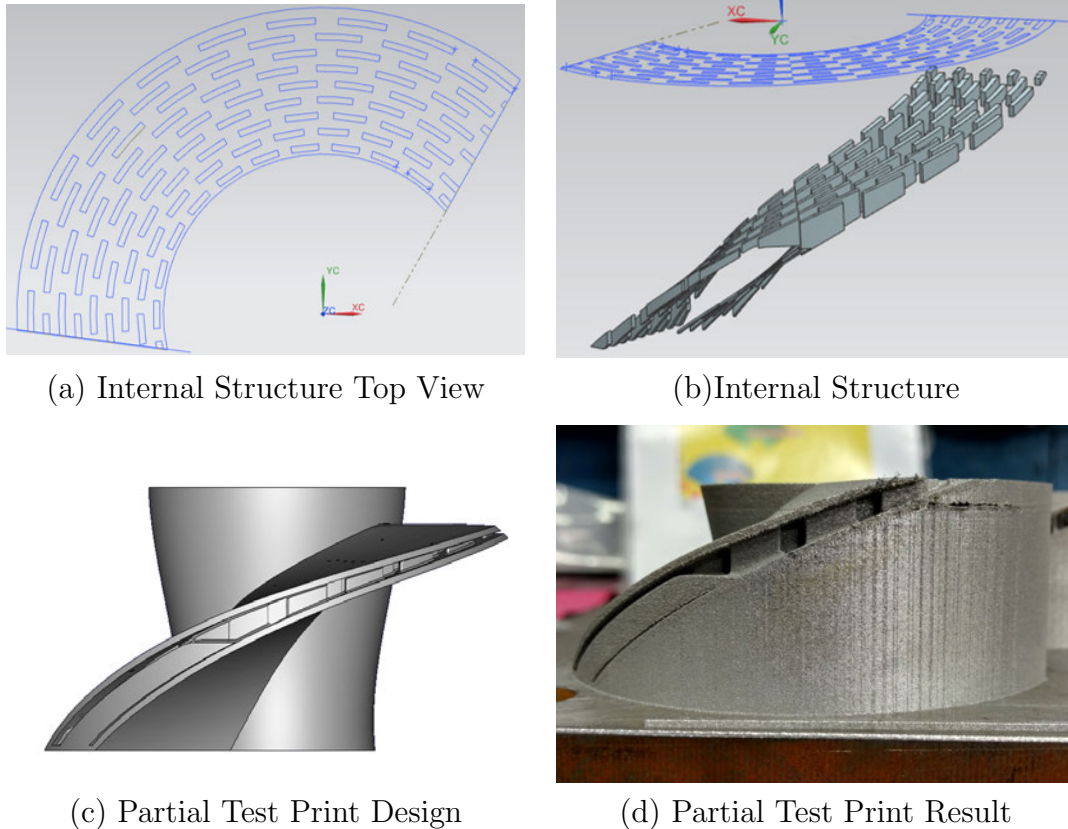 XC
YC
YC
ZC
XC
(a) Internal Structure Top View
(b)Internal Structure
(c) Partial Test Print Design
(d) Partial Test Print Result